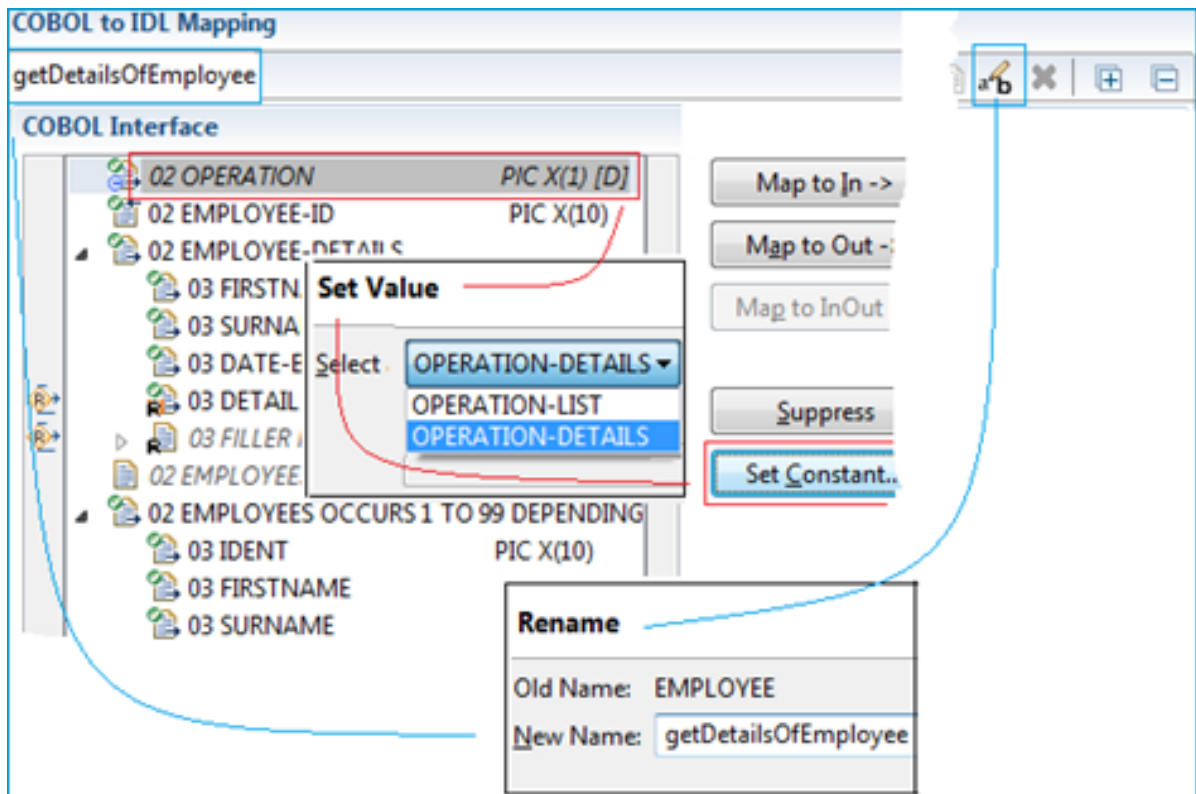 COBOL to IDL Mapping
getDetailsOfEmployee
COBOL Interface
02 OPERATION PIC X(1) [D]
02 EMPLOYEE-ID PIC X(10)
02 EMPLOYEE-DETAILS
03 FIRSTN
03 SURNA
03 DATE-E
03 DETAIL
03 FILLER
02 EMPLOYEE
02 EMPLOYEES OCCURS 1 TO 99 DEPENDING
03 IDENT PIC X(10)
03 FIRSTNAME
03 SURNAME
Set Value
Select OPERATION-DETAILS
OPERATION-LIST
OPERATION-DETAILS
Map to In ->
Map to Out -
Map to InOut
Suppress
Set Constant..
Rename
Old Name: EMPLOYEE
New Name: getDetailsOfEmployee